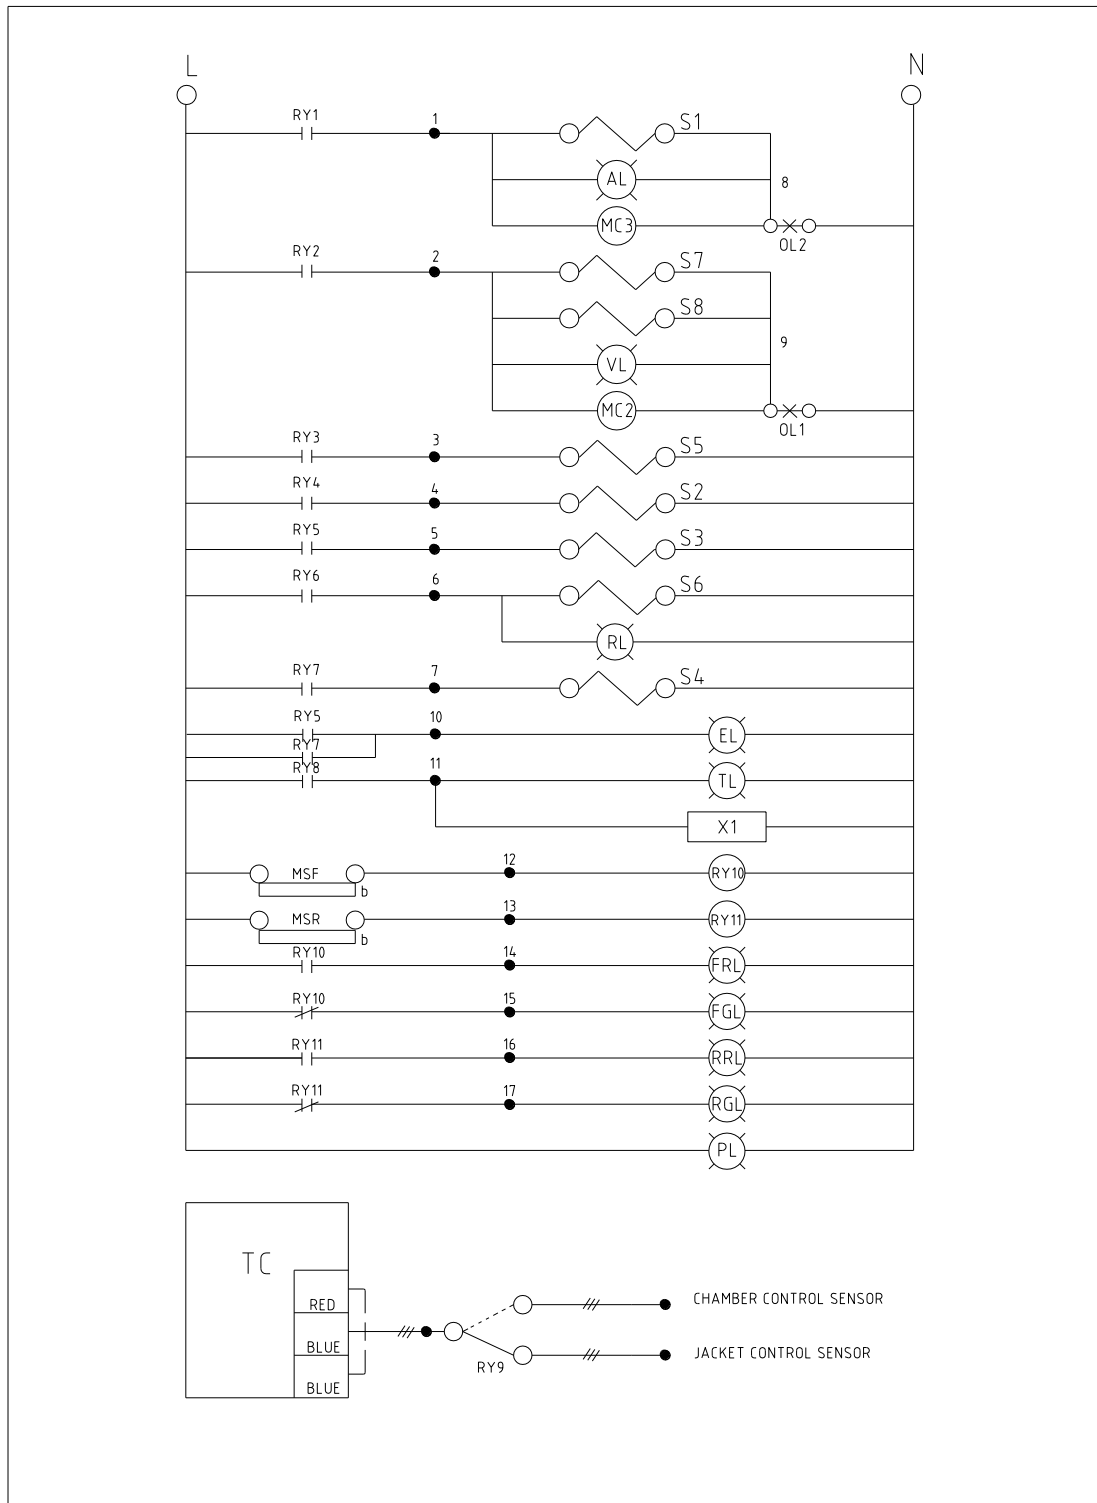 L N
RY1 1 S1
AL 8
MC3 OL2
RY2 2 S7
S8
VL 9
MC2 OL1
RY3 3 S5
RY4 4 S2
RY5 5 S3
RY6 6 S6
RL
RY7 7 S4
RY5 10 EL
RY7
RY8 11 TL
X1
MSF b 12 RY10
MSR b 13 RY11
RY10 14 FRL
RY10 15 FGL
RY11 16 RRL
RY11 17 RGL
PL
TC
RED
BLUE
BLUE
RY9
CHAMBER CONTROL SENSOR
JACKET CONTROL SENSOR